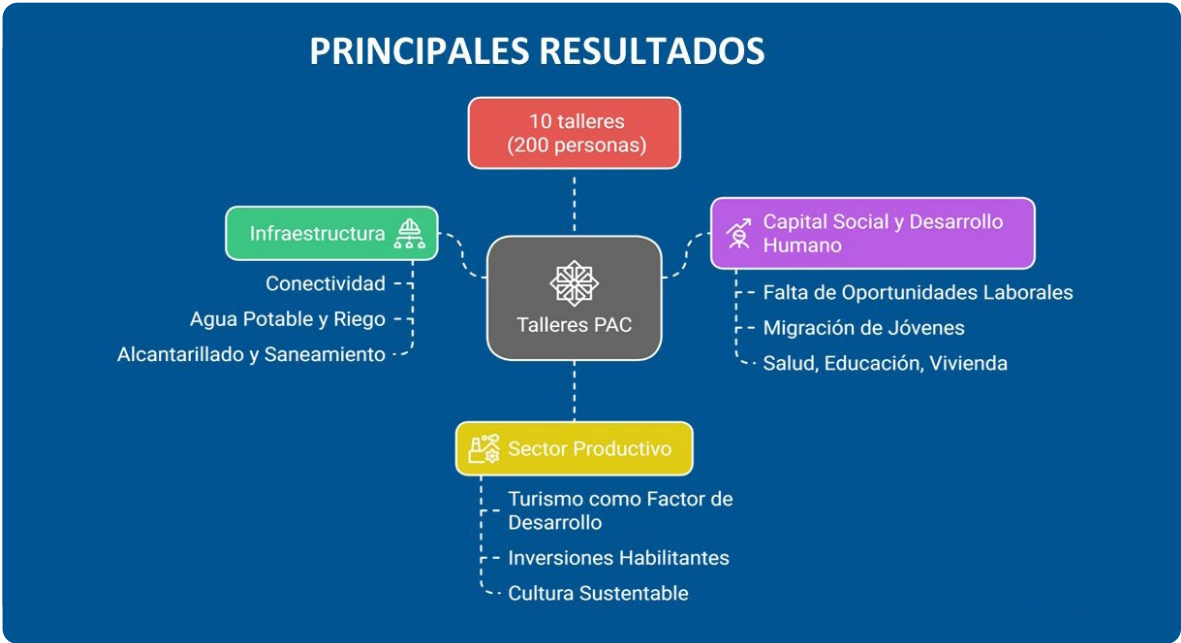 PRINCIPALES RESULTADOS
10 talleres
(200 personas)
Infraestructura
Conectividad
Agua Potable y Riego
Alcantarillado y Saneamiento
Talleres PAC
Capital Social y Desarrollo
Humano
Falta de Oportunidades Laborales
Migración de Jóvenes
Salud, Educación, Vivienda
Sector Productivo
Turismo como Factor de
Desarrollo
Inversiones Habilitantes
Cultura Sustentable